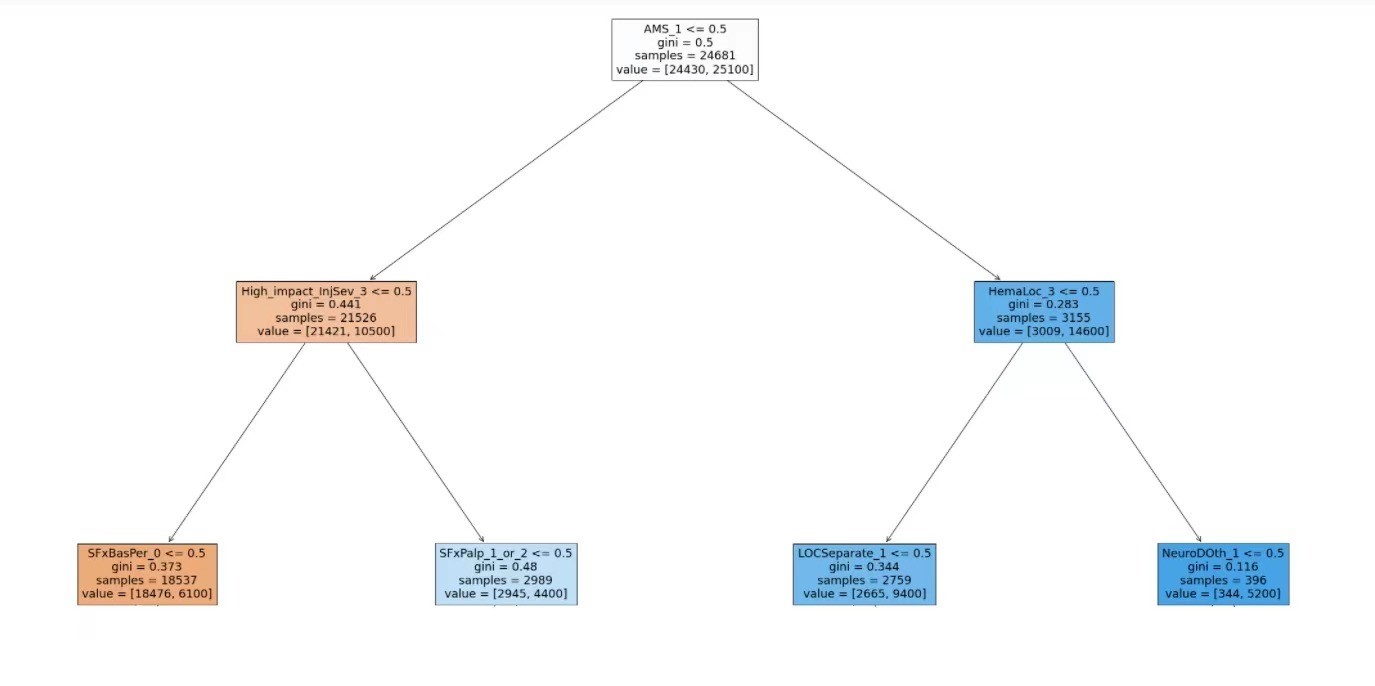 AMS_1 <= 0.5
gini = 0.5
samples = 24681
value = [24430, 25100]
High_impact_InjSev_3 <= 0.5
gini = 0.441
samples = 21526
value = [21421, 10500]
HemaLoc_3 <= 0.5
gini = 0.283
samples = 3155
value = [3009, 14600]
SFxBasPer_0 <= 0.5
gini = 0.373
samples = 18537
value = [18476, 6100]
SFxPalp_1_or_2 <= 0.5
gini = 0.48
samples = 2989
value = [2945, 4400]
LOCSeparate_1 <= 0.5
gini = 0.344
samples = 2759
value = [2665, 9400]
NeuroDOth_1 <= 0.5
gini = 0.116
samples = 396
value = [344, 5200]